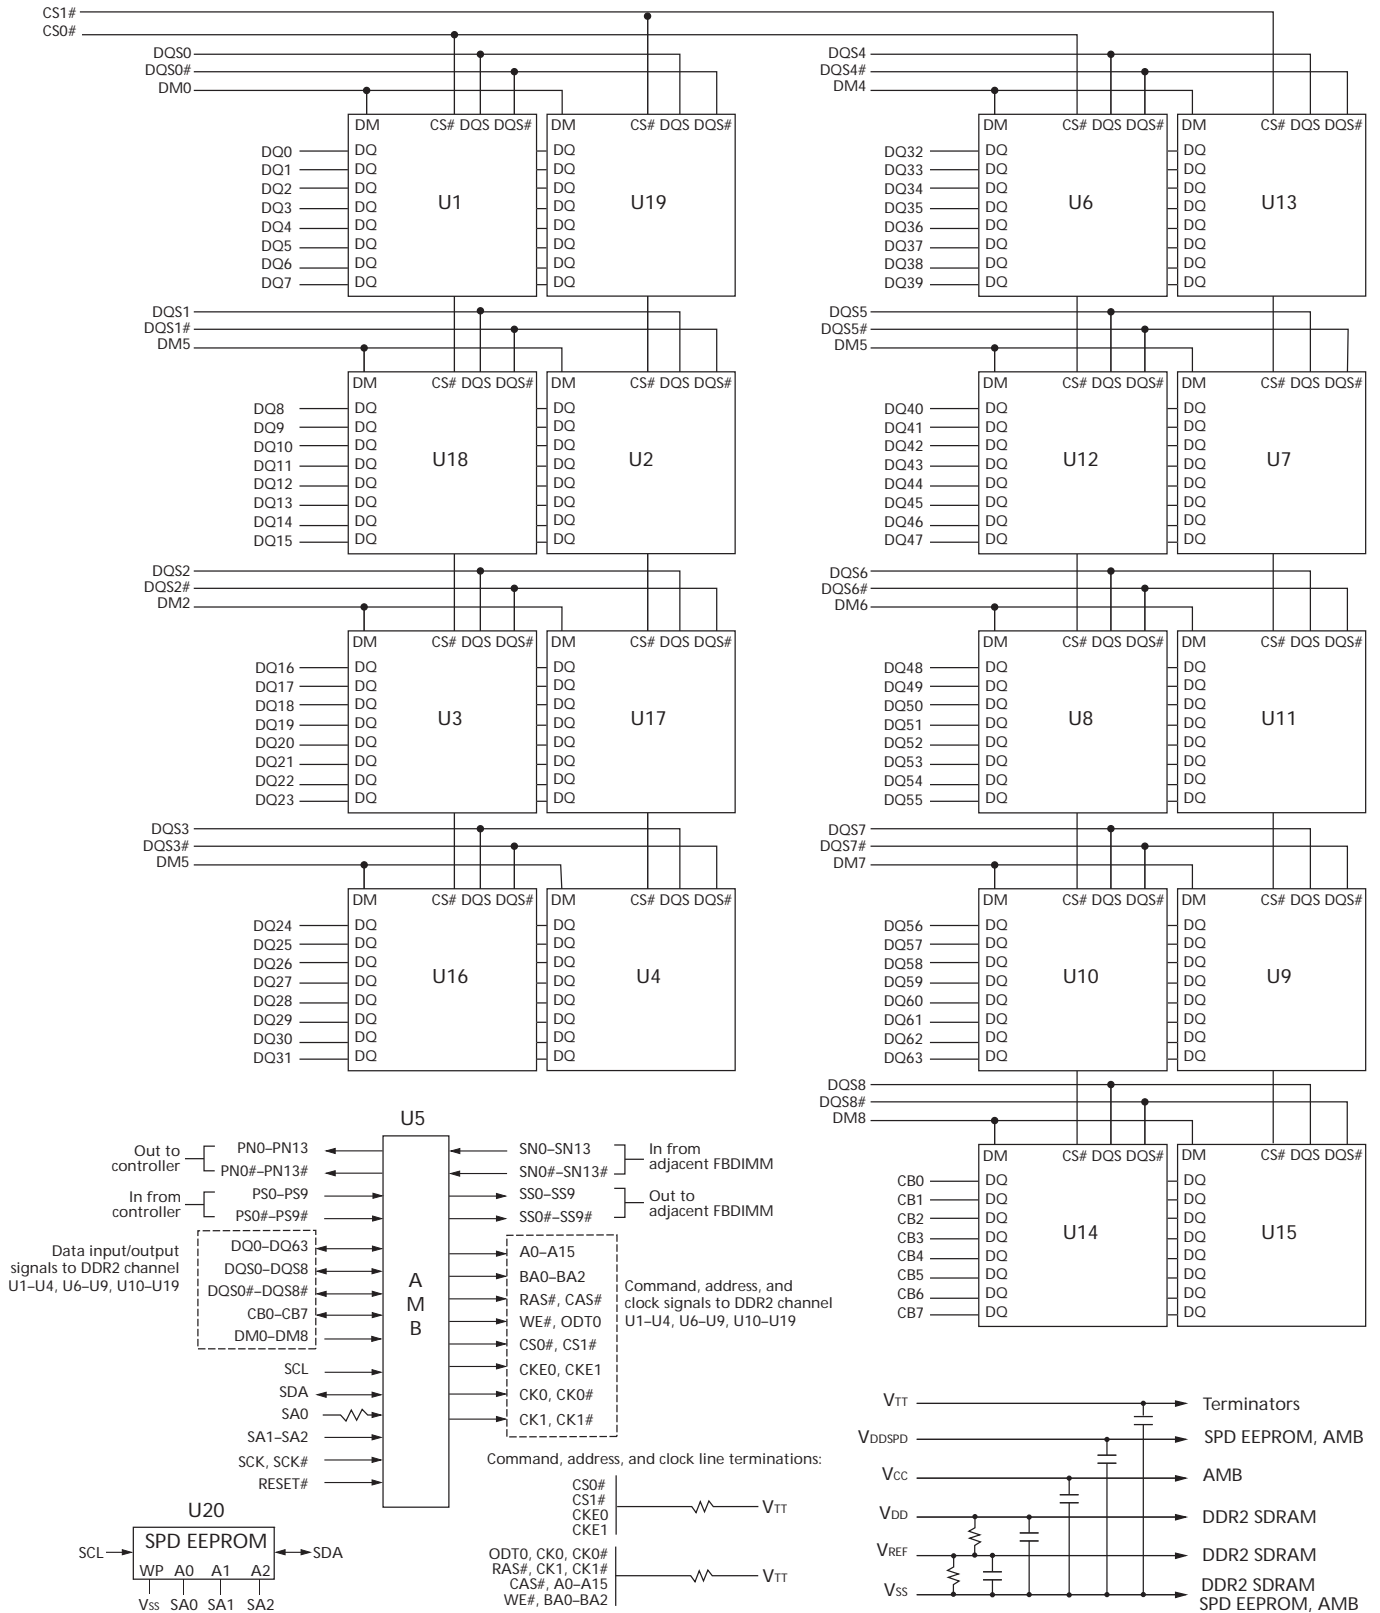 CS1#
CS0#
DQS0
DQS0#
DM0
DM CS# DQS DQS#
DM CS# DQS DQS#
DQ0 DQ DQ
DQ1 DQ DQ
DQ2 DQ DQ
DQ3 DQ U1 DQ U19
DQ4 DQ DQ
DQ5 DQ DQ
DQ6 DQ DQ
DQ7 DQ DQ
DQS1
DQS1#
DM5
DM CS# DQS DQS#
DM CS# DQS DQS#
DQ8 DQ DQ
DQ9 DQ DQ
DQ10 DQ DQ
DQ11 DQ U18 DQ U2
DQ12 DQ DQ
DQ13 DQ DQ
DQ14 DQ DQ
DQ15 DQ DQ
DQS2
DQS2#
DM2
DM CS# DQS DQS#
DM CS# DQS DQS#
DQ16 DQ DQ
DQ17 DQ DQ
DQ18 DQ DQ
DQ19 DQ U3 DQ U17
DQ20 DQ DQ
DQ21 DQ DQ
DQ22 DQ DQ
DQ23 DQ DQ
DQS3
DQS3#
DM5
DM CS# DQS DQS#
DM CS# DQS DQS#
DQ24 DQ DQ
DQ25 DQ DQ
DQ26 DQ DQ
DQ27 DQ U16 DQ U4
DQ28 DQ DQ
DQ29 DQ DQ
DQ30 DQ DQ
DQ31 DQ DQ
DQS4
DQS4#
DM4
DM CS# DQS DQS#
DM CS# DQS DQS#
DQ32 DQ DQ
DQ33 DQ DQ
DQ34 DQ DQ
DQ35 DQ U6 DQ U13
DQ36 DQ DQ
DQ37 DQ DQ
DQ38 DQ DQ
DQ39 DQ DQ
DQS5
DQS5#
DM5
DM CS# DQS DQS#
DM CS# DQS DQS#
DQ40 DQ DQ
DQ41 DQ DQ
DQ42 DQ DQ
DQ43 DQ U12 DQ U7
DQ44 DQ DQ
DQ45 DQ DQ
DQ46 DQ DQ
DQ47 DQ DQ
DQS6
DQS6#
DM6
DM CS# DQS DQS#
DM CS# DQS DQS#
DQ48 DQ DQ
DQ49 DQ DQ
DQ50 DQ DQ
DQ51 DQ U8 DQ U11
DQ52 DQ DQ
DQ53 DQ DQ
DQ54 DQ DQ
DQ55 DQ DQ
DQS7
DQS7#
DM7
DM CS# DQS DQS#
DM CS# DQS DQS#
DQ56 DQ DQ
DQ57 DQ DQ
DQ58 DQ DQ
DQ59 DQ U10 DQ U9
DQ60 DQ DQ
DQ61 DQ DQ
DQ62 DQ DQ
DQ63 DQ DQ
DQS8
DQS8#
DM8
DM CS# DQS DQS#
DM CS# DQS DQS#
CB0 DQ DQ
CB1 DQ DQ
CB2 DQ DQ
CB3 DQ U14 DQ U15
CB4 DQ DQ
CB5 DQ DQ
CB6 DQ DQ
CB7 DQ DQ
U5
AMB
Out to
controller
PN0–PN13
PN0#–PN13#
In from
controller
PS0–PS9
PS0#–PS9#
Data input/output
signals to DDR2 channel
U1–U4, U6–U9, U10–U19
DQ0–DQ63
DQS0–DQS8
DQS0#–DQS8#
CB0–CB7
DM0–DM8
SCL
SDA
SA0
SA1–SA2
SCK, SCK#
RESET#
SN0–SN13
SN0#–SN13#
In from
adjacent FBDIMM
SS0–SS9
SS0#–SS9#
Out to
adjacent FBDIMM
A0–A15
BA0–BA2
RAS#, CAS#
WE#, ODT0
CS0#, CS1#
CKE0, CKE1
CK0, CK0#
CK1, CK1#
Command, address, and
clock signals to DDR2 channel
U1–U4, U6–U9, U10–U19
U20
SPD EEPROM
SCL SDA
WP A0 A1 A2
Vss SA0 SA1 SA2
Command, address, and clock line terminations:
CS0#
CS1#
CKE0
CKE1
VTT
ODT0, CK0, CK0#
RAS#, CK1, CK1#
CAS#, A0–A15
WE#, BA0–BA2
VTT
VTT Terminators
VDDSPD SPD EEPROM, AMB
VCC AMB
VDD DDR2 SDRAM
VREF DDR2 SDRAM
VSS DDR2 SDRAM
SPD EEPROM, AMB